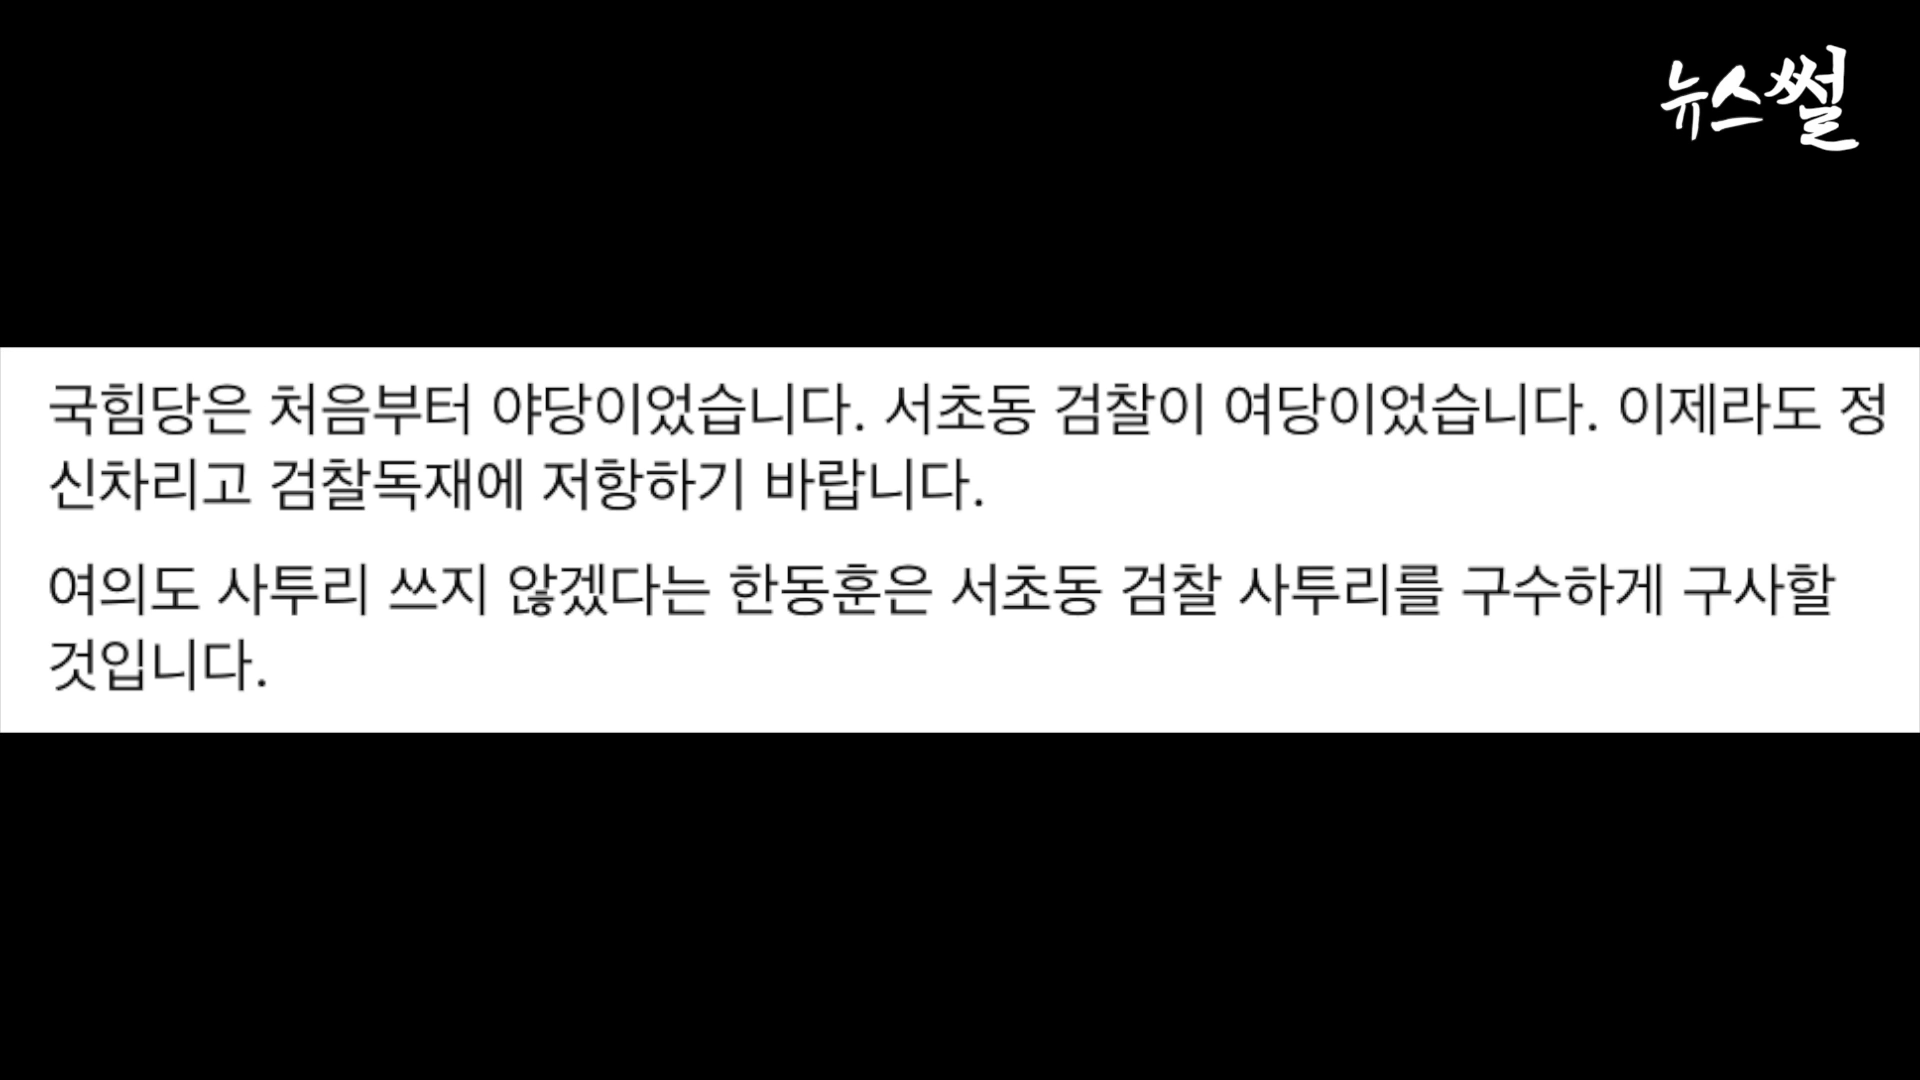 뉴스썰
국힘당은 처음부터 야당이었습니다. 서초동 검찰이 여당이었습니다. 이제라도 정
신차리고 검찰독재에 저항하기 바랍니다.
여의도 사투리 쓰지 않겠다는 한동훈은 서초동 검찰 사투리를 구수하게 구사할
것입니다.